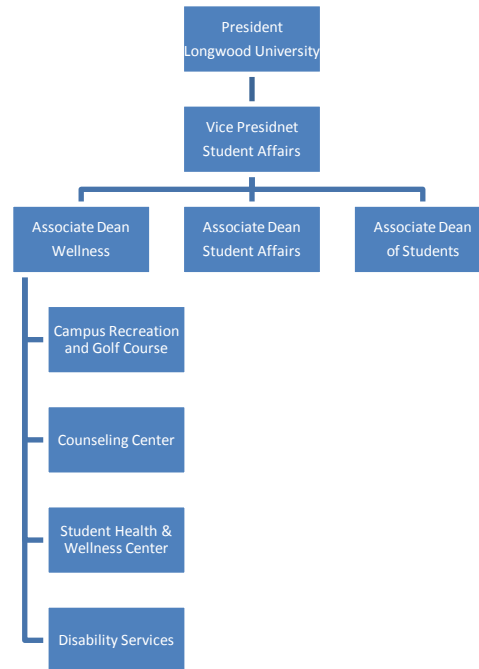 President
Longwood University
Vice Presidnet
Student Affairs
Associate Dean
Wellness
Associate Dean
Student Affairs
Associate Dean
of Students
Campus Recreation
and Golf Course
Counseling Center
Student Health &
Wellness Center
Disability Services